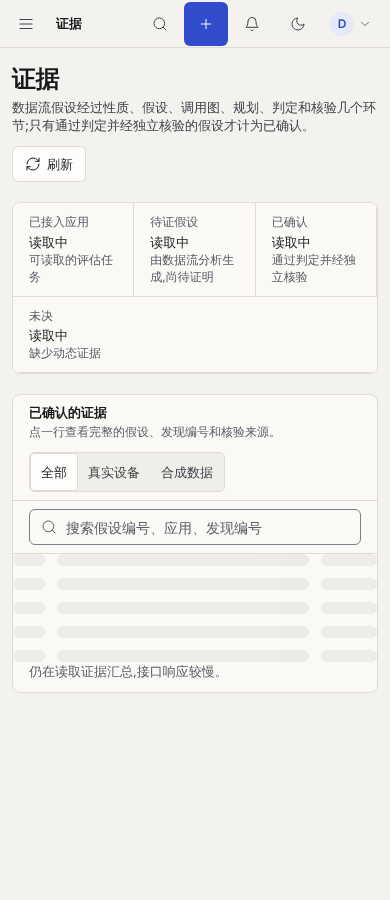 证据
D
证据
数据流假设经过性质、假设、调用图、规划、判定和核验几个环
节;只有通过判定并经独立核验的假设才计为已确认。
刷新
已接入应用
读取中
可读取的评估任
务
待证假设
读取中
由数据流分析生
成,尚待证明
已确认
读取中
通过判定并经独
立核验
未决
读取中
缺少动态证据
已确认的证据
点一行查看完整的假设、发现编号和核验来源。
全部 真实设备 合成数据
搜索假设编号、应用、发现编号
仍在读取证据汇总,接口响应较慢。